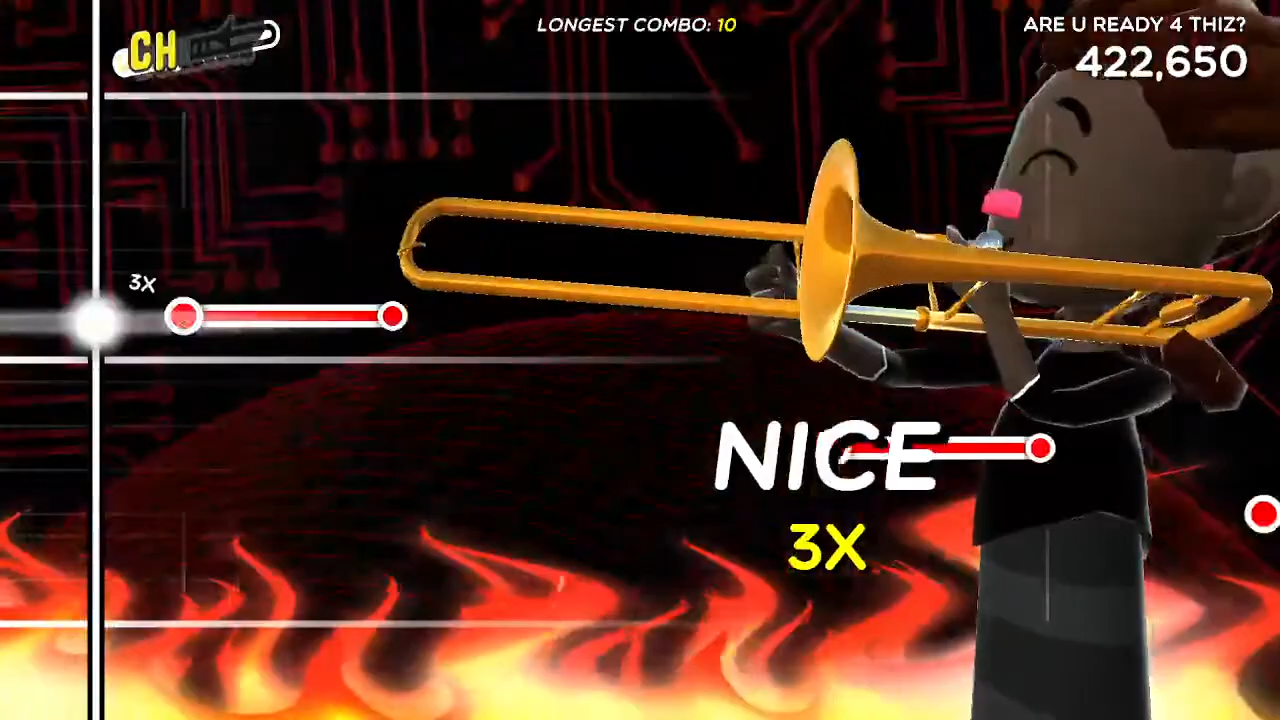 CH
LONGEST COMBO: 10
ARE U READY 4 THIZ?
422,650
3X
NICE
3X